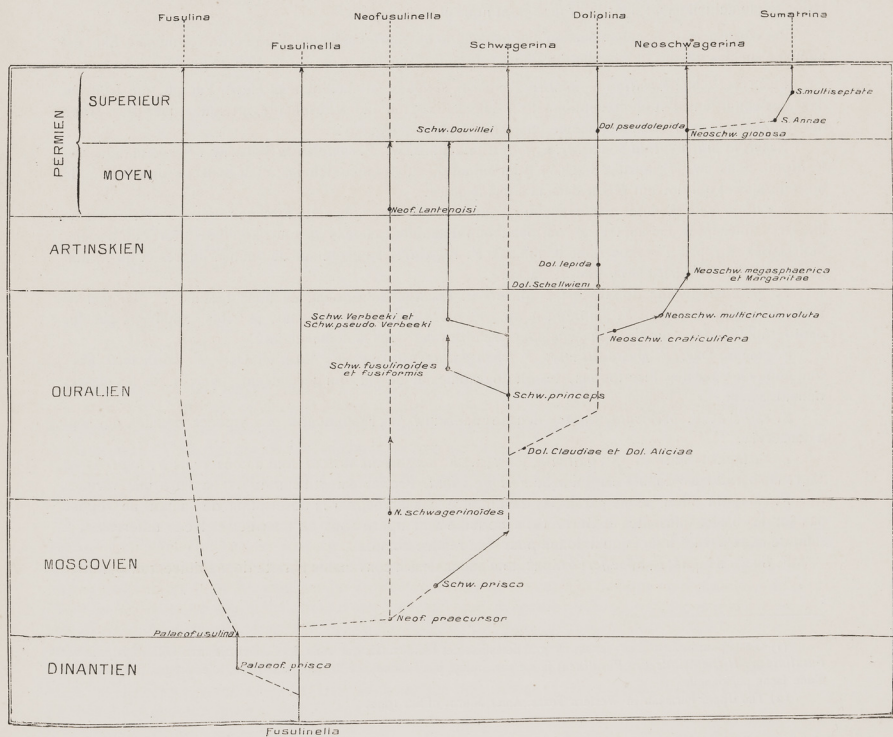 Fusulina
Neofusulinella
Doliolina
Sumatrina
Fusulinella
Schwagerina
Neoschwagerina
PERMIEN
SUPERIEUR
S. multiseptata
S. Annae
Schw. Douvillei
Dol. pseudolepida
Neoschw. globosa
MOYEN
Neof. Lantenoisi
ARTINSKIEN
Dol. lepida
Neoschw. megasphaerica
et Margaritae
Dol. Schellwieni
Schw. Verbeeki et
Schw. pseudo. Verbeeki
Neoschw. multicircumvoluta
Neoschw. craticulifera
Schw. fusulinoïdes
et fusiformis
OURALIEN
Schw. princeps
Dol. Claudiae et Dol. Aliciae
N. schwagerinoïdes
MOSCOVIEN
Schw. prisca
Neof. praecursor
Palaeofusulina
DINANTIEN
Palaeof. prisca
Fusulinella